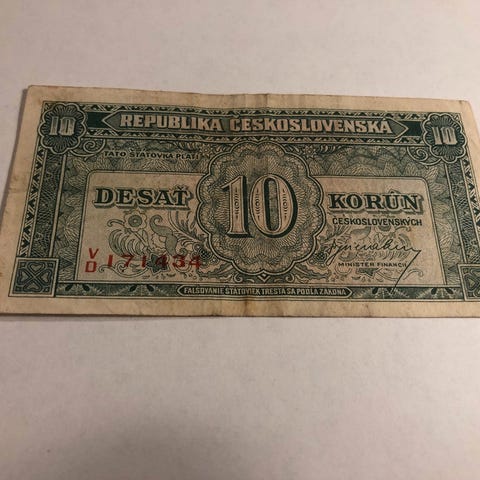 10 REPUBLIKA ČESKOSLOVENSKÁ 10
TÁTO ŠTÁTOVKA PLATÍ
DESAŤ 10 KORÚN
ČESKOSLOVENSKÝCH
V/D 171434
MINISTER FINANCIÍ
FALŠOVANIE ŠTÁTOVIEK TRESTÁ SA PODĽA ZÁKONA